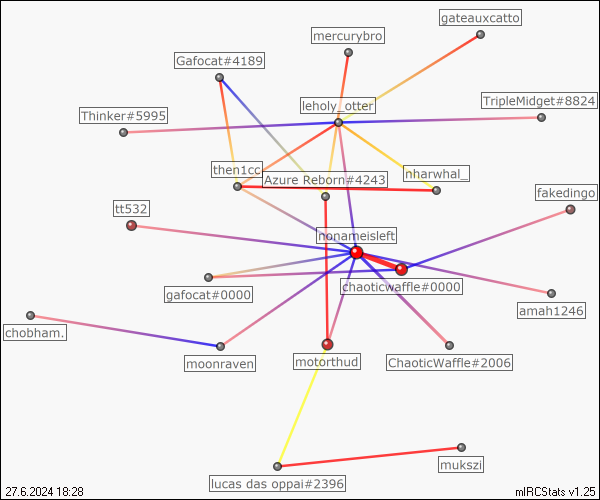 gateauxcatto
mercurybro
Gafocat#4189
leholy_otter
TripleMidget#8824
Thinker#5995
then1cc
nharwhal_
Azure Reborn#4243
fakedingo
tt532
nonameisleft
chaoticwaffle#0000
gafocat#0000
amah1246
chobham.
moonraven
motorthud
ChaoticWaffle#2006
mukszi
lucas das oppai#2396
27.6.2024 18:28
mIRCStats v1.25